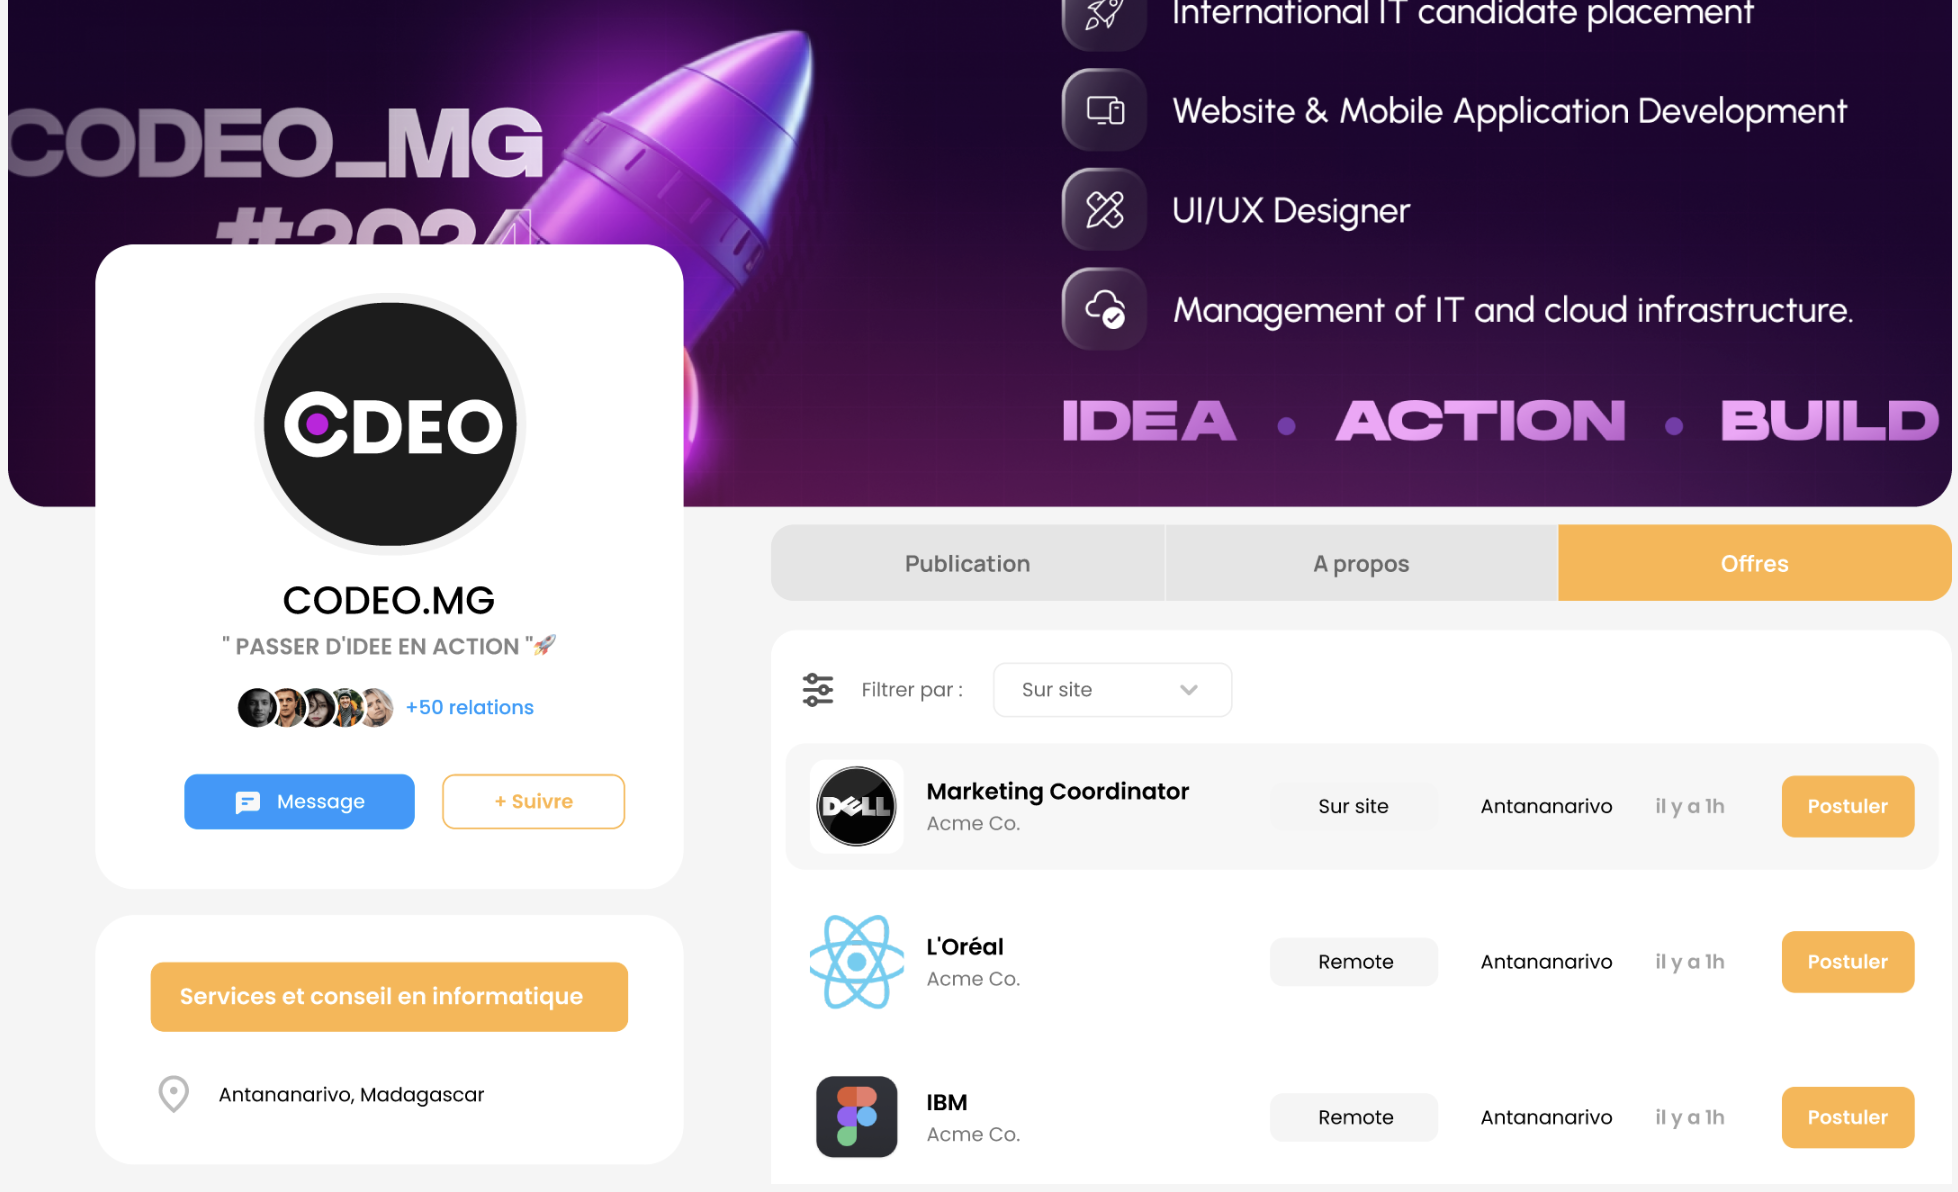 International IT candidate placement
CODEO_MG
#2024
Website & Mobile Application Development
UI/UX Designer
Management of IT and cloud infrastructure.
IDEA • ACTION • BUILD
CDEO
CODEO.MG
" PASSER D'IDEE EN ACTION "🚀
+50 relations
Message
+ Suivre
Services et conseil en informatique
Antananarivo, Madagascar
Publication
A propos
Offres
Filtrer par :
Sur site
DELL
Marketing Coordinator
Acme Co.
Sur site
Antananarivo
il y a 1h
Postuler
L'Oréal
Acme Co.
Remote
Antananarivo
il y a 1h
Postuler
IBM
Acme Co.
Remote
Antananarivo
il y a 1h
Postuler